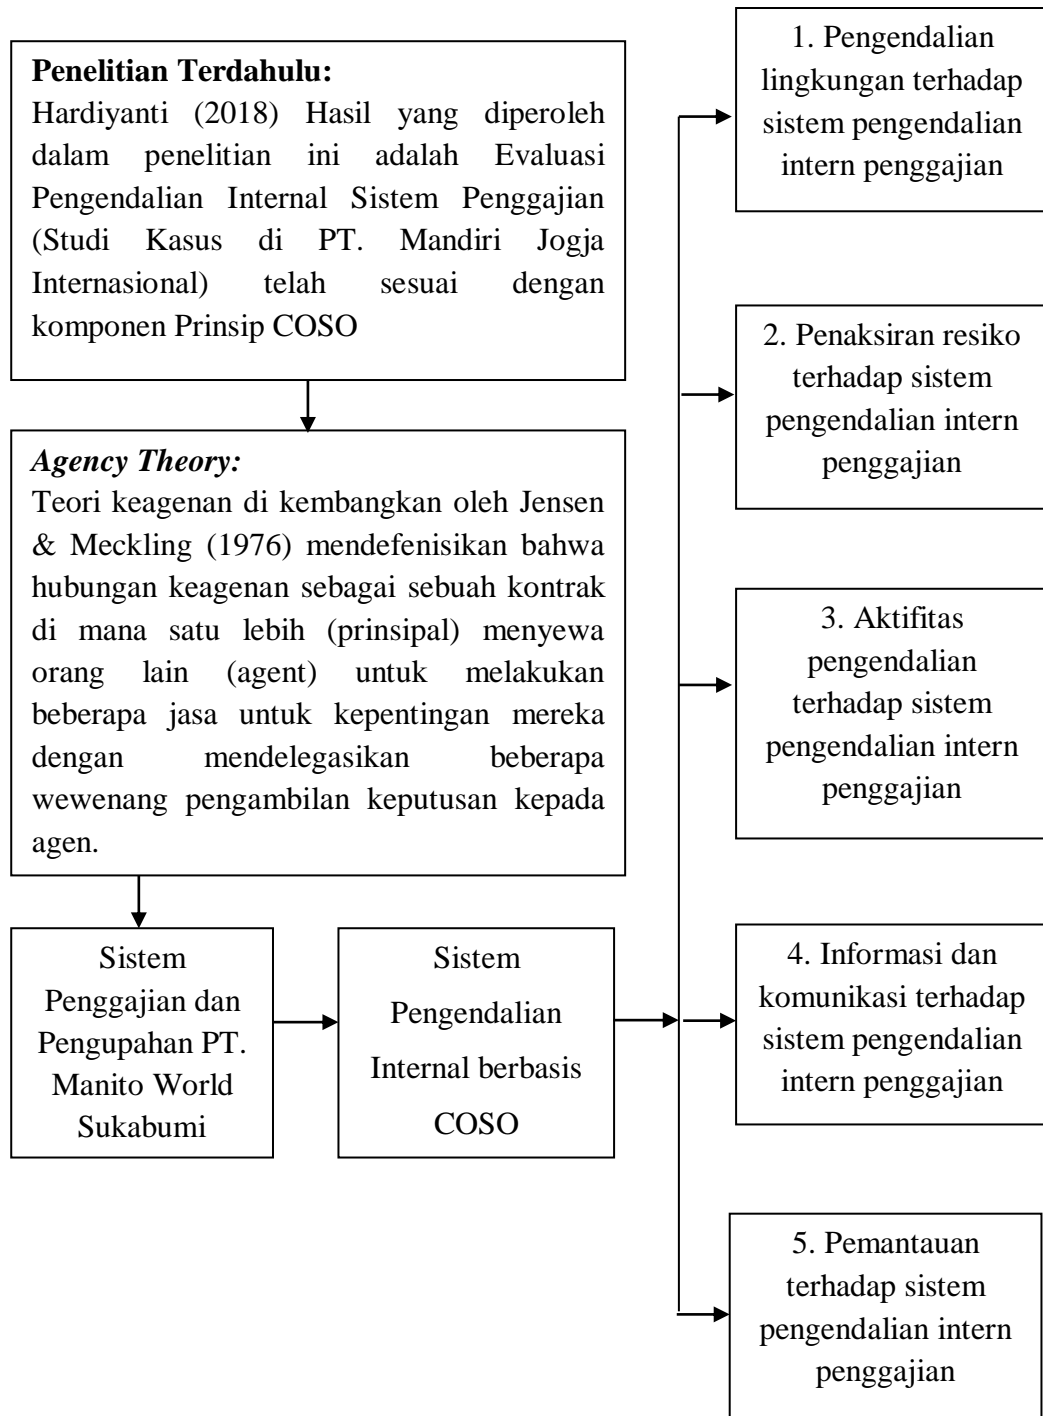 Penelitian Terdahulu:
Hardiyanti (2018) Hasil yang diperoleh
dalam penelitian ini adalah Evaluasi
Pengendalian Internal Sistem Penggajian
(Studi Kasus di PT. Mandiri Jogja
Internasional) telah sesuai dengan
komponen Prinsip COSO
Agency Theory:
Teori keagenan di kembangkan oleh Jensen
& Meckling (1976) mendefenisikan bahwa
hubungan keagenan sebagai sebuah kontrak
di mana satu lebih (prinsipal) menyewa
orang lain (agent) untuk melakukan
beberapa jasa untuk kepentingan mereka
dengan mendelegasikan beberapa
wewenang pengambilan keputusan kepada
agen.
Sistem
Penggajian dan
Pengupahan PT.
Manito World
Sukabumi
Sistem
Pengendalian
Internal berbasis
COSO
1. Pengendalian
lingkungan terhadap
sistem pengendalian
intern penggajian
2. Penaksiran resiko
terhadap sistem
pengendalian intern
penggajian
3. Aktifitas
pengendalian
terhadap sistem
pengendalian intern
penggajian
4. Informasi dan
komunikasi terhadap
sistem pengendalian
intern penggajian
5. Pemantauan
terhadap sistem
pengendalian intern
penggajian